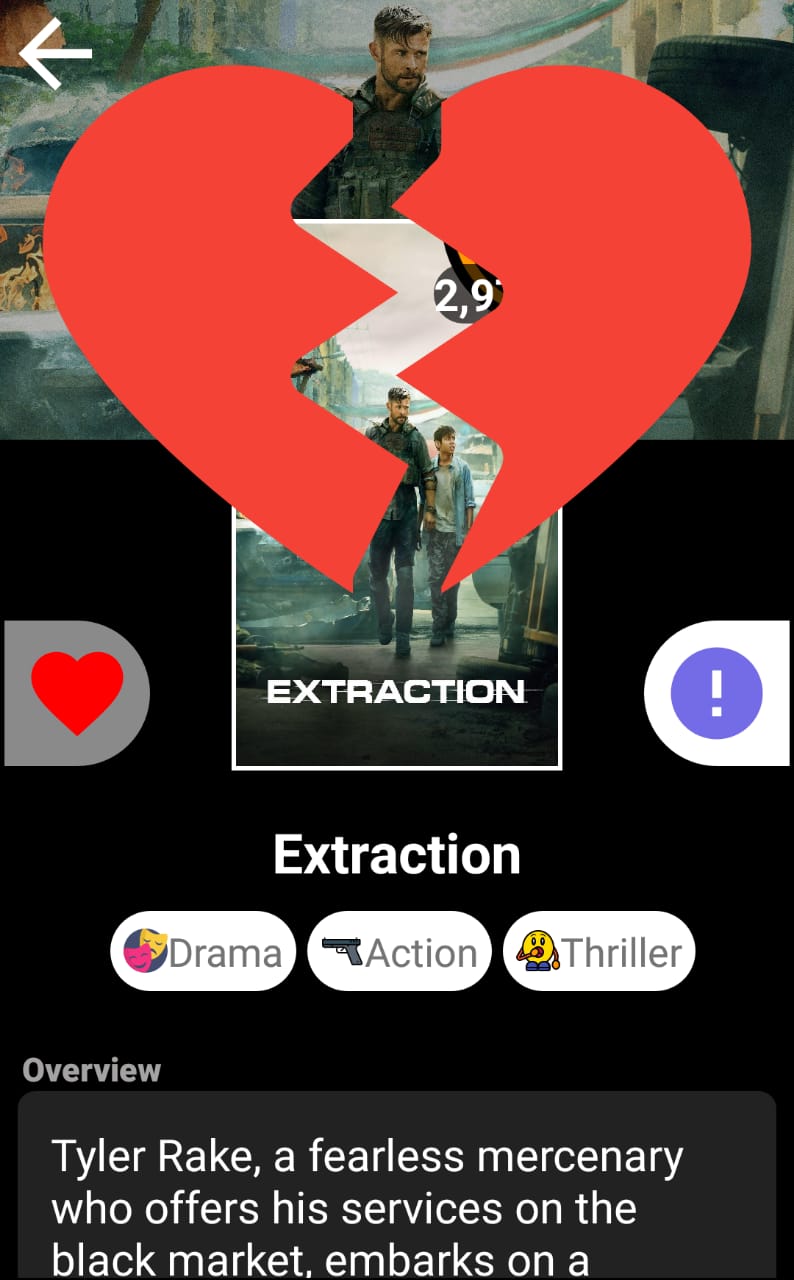 2,9
EXTRACTION
Extraction
Drama
Action
Thriller
Overview
Tyler Rake, a fearless mercenary
who offers his services on the
black market, embarks on a